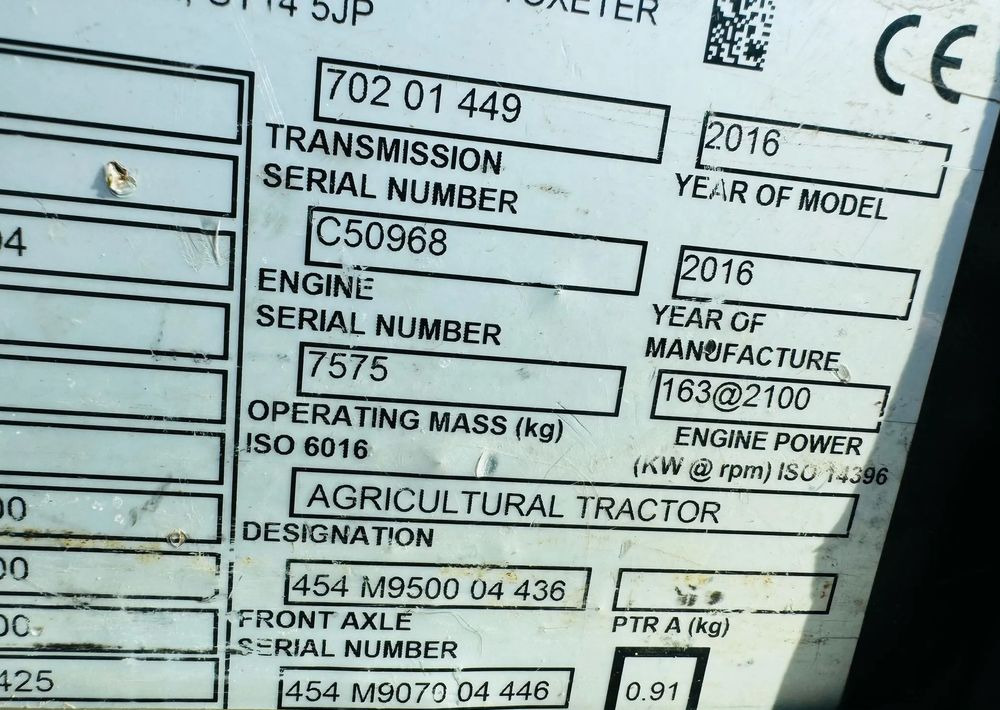 ST14 5JP
UTTOXETER
CE
702 01 449
TRANSMISSION
SERIAL NUMBER
2016
YEAR OF MODEL
04
C50968
ENGINE
SERIAL NUMBER
2016
YEAR OF
MANUFACTURE
7575
OPERATING MASS (kg)
ISO 6016
163@2100
ENGINE POWER
(KW @ rpm) ISO 14396
00
AGRICULTURAL TRACTOR
DESIGNATION
00
454 M9500 04 436
FRONT AXLE
SERIAL NUMBER
PTR A (kg)
00
425
454 M9070 04 446
0.91